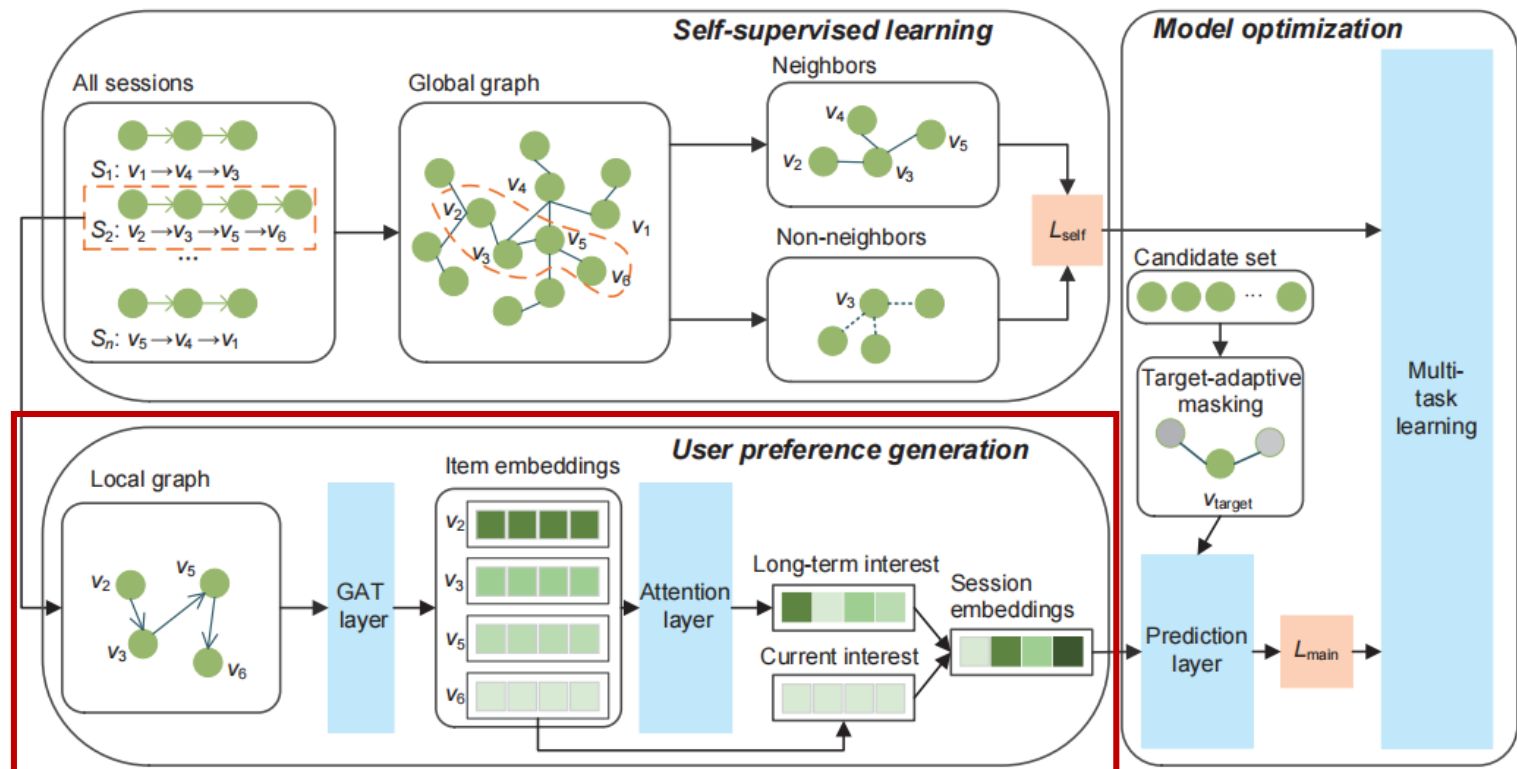 Self-supervised learning
All sessions
S1: v1→v4→v3
S2: v2→v3→v5→v6
...
Sn: v5→v4→v1
Global graph
v4
v2
v1
v5
v3
v6
Neighbors
v4
v5
v2
v3
Non-neighbors
v3
Lself
Model optimization
Candidate set
...
Target-adaptive
masking
vtarget
Multi-
task
learning
Prediction
layer
Lmain
User preference generation
Local graph
v2
v5
v3
v6
GAT
layer
Item embeddings
v2
v3
v5
v6
Attention
layer
Long-term interest
Current interest
Session
embeddings